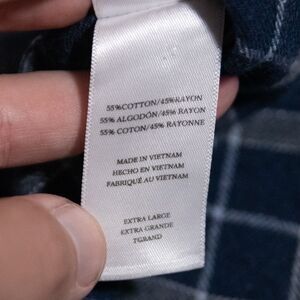 55%COTTON/45%RAYON
55% ALGODÓN/45% RAYON
55% COTON/45% RAYONNE
MADE IN VIETNAM
HECHO EN VIETNAM
FABRIQUÉ AU VIETNAM
EXTRA LARGE
EXTRA GRANDE
TGRAND